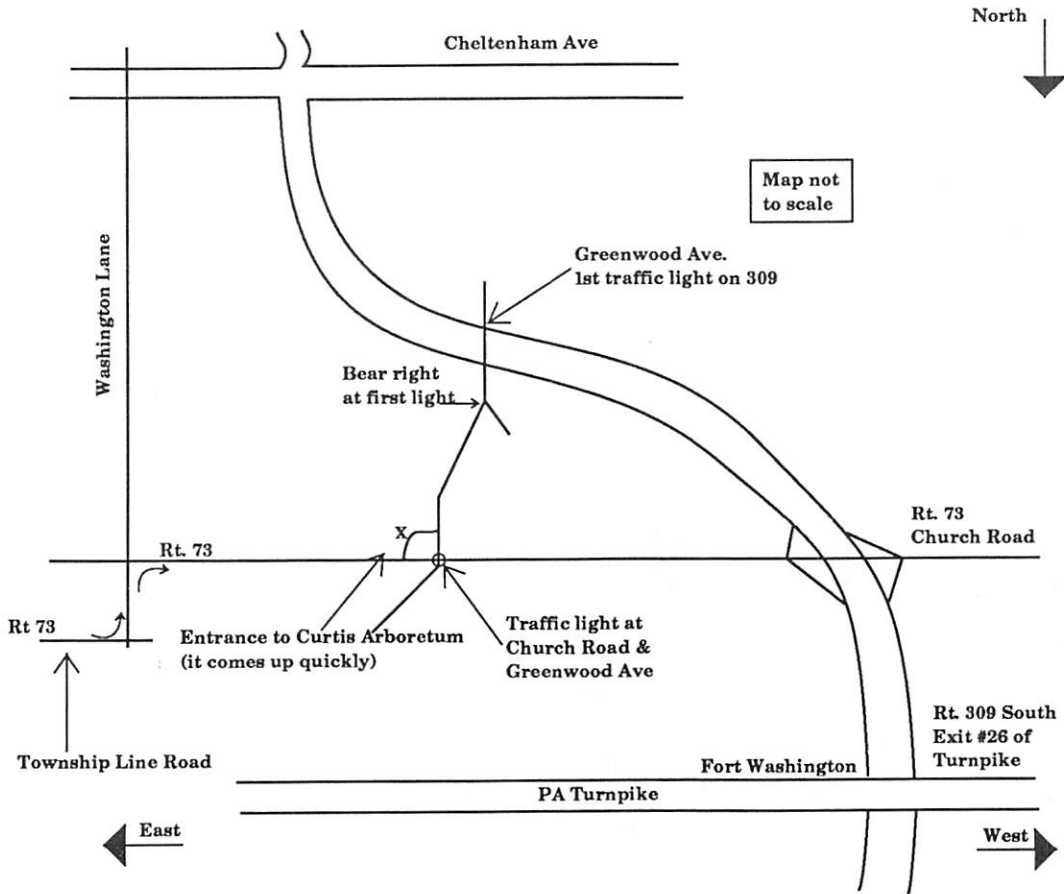 North
Cheltenham Ave
Map not
to scale
Washington Lane
Greenwood Ave.
1st traffic light on 309
Bear right
at first light
Rt. 73
Church Road
X
Rt. 73
Rt 73
Entrance to Curtis Arboretum
(it comes up quickly)
Traffic light at
Church Road &
Greenwood Ave
Township Line Road
Rt. 309 South
Exit #26 of
Turnpike
Fort Washington
PA Turnpike
East
West